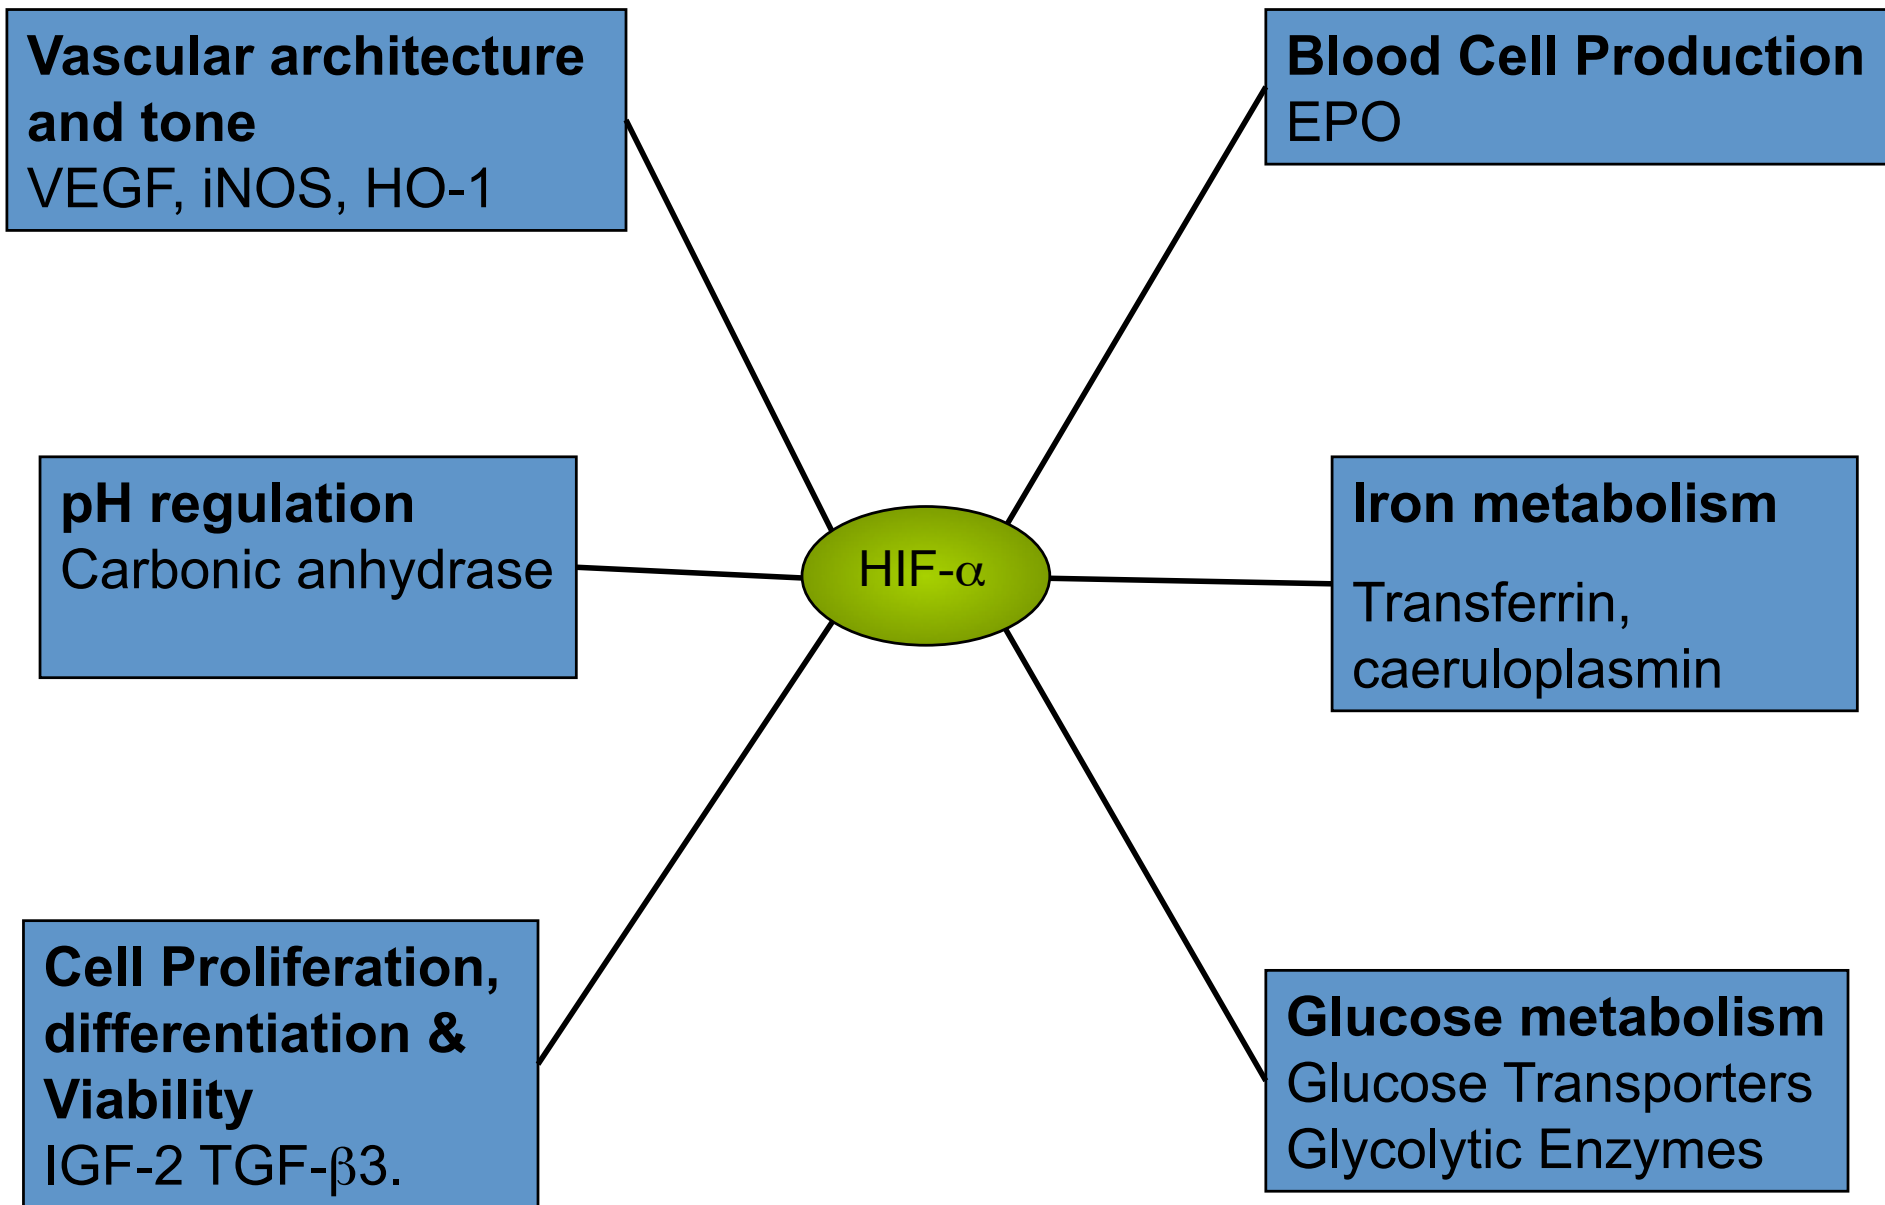 Vascular architecture
and tone
VEGF, iNOS, HO-1
Blood Cell Production
EPO
pH regulation
Carbonic anhydrase
HIF-α
Iron metabolism
Transferrin,
caeruloplasmin
Cell Proliferation,
differentiation &
Viability
IGF-2 TGF-β3.
Glucose metabolism
Glucose Transporters
Glycolytic Enzymes